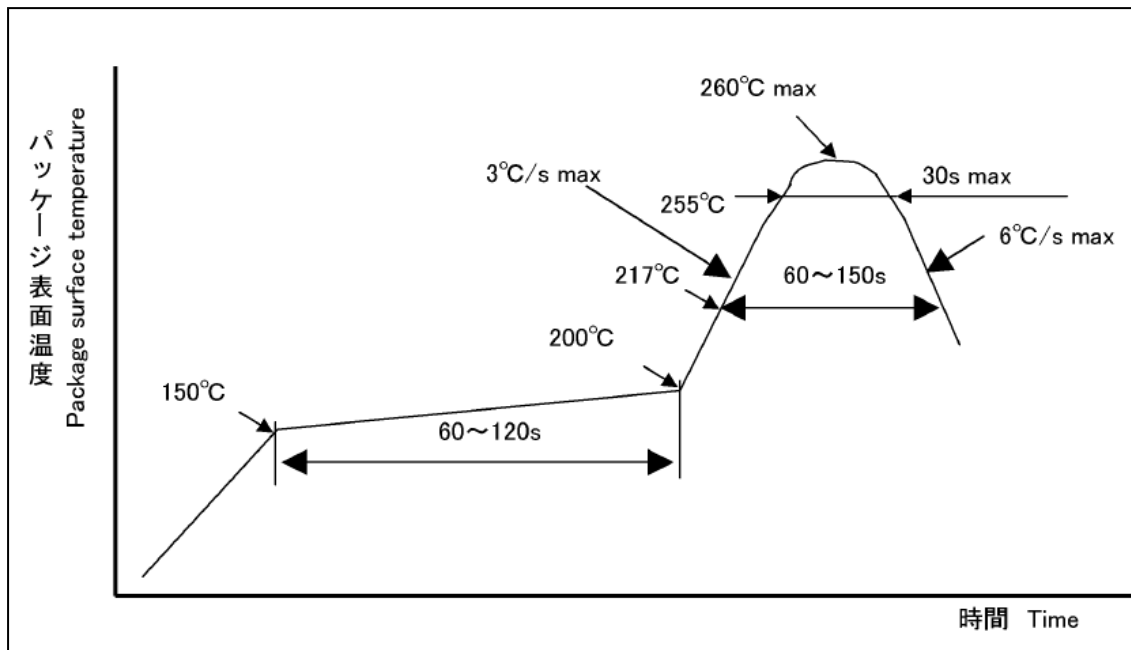 パッケージ表面温度
Package surface temperature
260℃ max
3℃/s max
30s max
255℃
6℃/s max
217℃
60～150s
200℃
150℃
60～120s
時間 Time